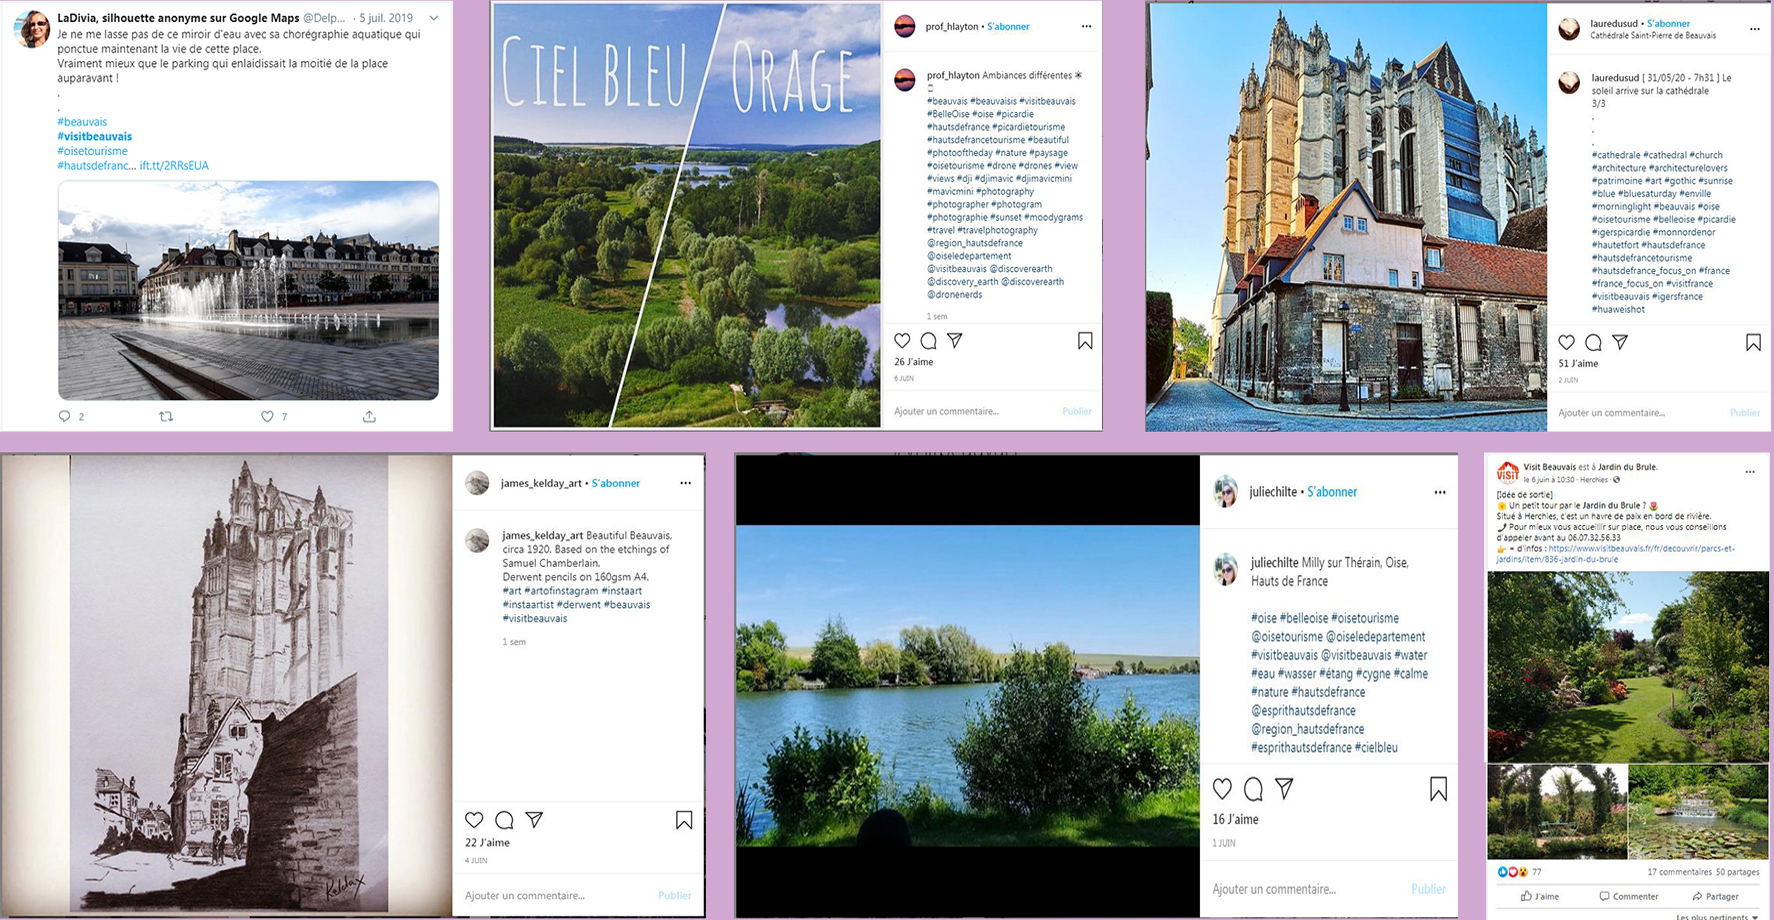 LaDivia, silhouette anonyme sur Google Maps @Delp... · 5 juil. 2019
Je ne me lasse pas de ce miroir d'eau avec sa chorégraphie aquatique qui
ponctue maintenant la vie de cette place.
Vraiment mieux que le parking qui enlaidissait la moitié de la place
auparavant !
.
.
#beauvais
#visitbeauvais
#oisetourisme
#hautsdefranc... ift.tt/2RRsEUA
2 7
CIEL BLEU ORAGE
prof_hlayton • S'abonner
prof_hlayton Ambiances différentes ☀
#beauvais #beauvaisis #visitbeauvais
#BelleOise #oise #picardie
#hautsdefrance #picardietourisme
#hautsdefrancetourisme #beautiful
#photooftheday #nature #paysage
#oisetourisme #drone #drones #view
#views #dji #djimavic #djimavicmini
#mavicmini #photography
#photographer #photogram
#photographie #sunset #moodygrams
#travel #travelphotography
@region_hautsdefrance
@oiseledepartement
@visitbeauvais @discoverearth
@discovery_earth @discoverearth
@dronenerds
1 sem
26 J'aime
6 JUIN
Ajouter un commentaire... Publier
lauredusud • S'abonner
Cathédrale Saint-Pierre de Beauvais
lauredusud [ 31/05/20 - 7h31 ] Le
soleil arrive sur la cathédrale
3/3
.
.
.
#cathedrale #cathedral #church
#architecture #architecturelovers
#patrimoine #art #gothic #sunrise
#blue #bluesaturday #enville
#morninglight #beauvais #oise
#oisetourisme #belleoise #picardie
#igerspicardie #monnordenor
#hautetfort #hautsdefrance
#hautsdefrancetourisme
#hautsdefrance_focus_on #france
#france_focus_on #visitfrance
#visitbeauvais #igersfrance
#huaweishot
51 J'aime
2 JUIN
Ajouter un commentaire... Publier
Keldax
james_kelday_art • S'abonner
james_kelday_art Beautiful Beauvais,
circa 1920. Based on the etchings of
Samuel Chamberlain.
Derwent pencils on 160gsm A4.
#art #artofinstagram #instaart
#instaartist #derwent #beauvais
#visitbeauvais
1 sem
22 J'aime
4 JUIN
Ajouter un commentaire... Publier
juliechilte • S'abonner
juliechilte Milly sur Thérain, Oise,
Hauts de France
#oise #belleoise #oisetourisme
@oisetourisme @oiseledepartement
#visitbeauvais @visitbeauvais #water
#eau #wasser #étang #cygne #calme
#nature #hautsdefrance
@esprithautsdefrance
@region_hautsdefrance
#esprithautsdefrance #cielbleu
16 J'aime
1 JUIN
Ajouter un commentaire... Publier
VISIT
Visit Beauvais est à Jardin du Brule.
le 6 juin à 10:30 · Herchies ·
[Idée de sortie]
🌼 Un petit tour par le Jardin du Brule ? 🌷
Situé à Herchies, c'est un havre de paix en bord de rivière.
📞 Pour mieux vous accueillir sur place, nous vous conseillons
d'appeler avant au 06.07.32.56.33
👉 + d'infos : https://www.visitbeauvais.fr/fr/decouvrir/parcs-et-
jardins/item/836-jardin-du-brule
77 17 commentaires 50 partages
J'aime Commenter Partager
Les plus pertinents